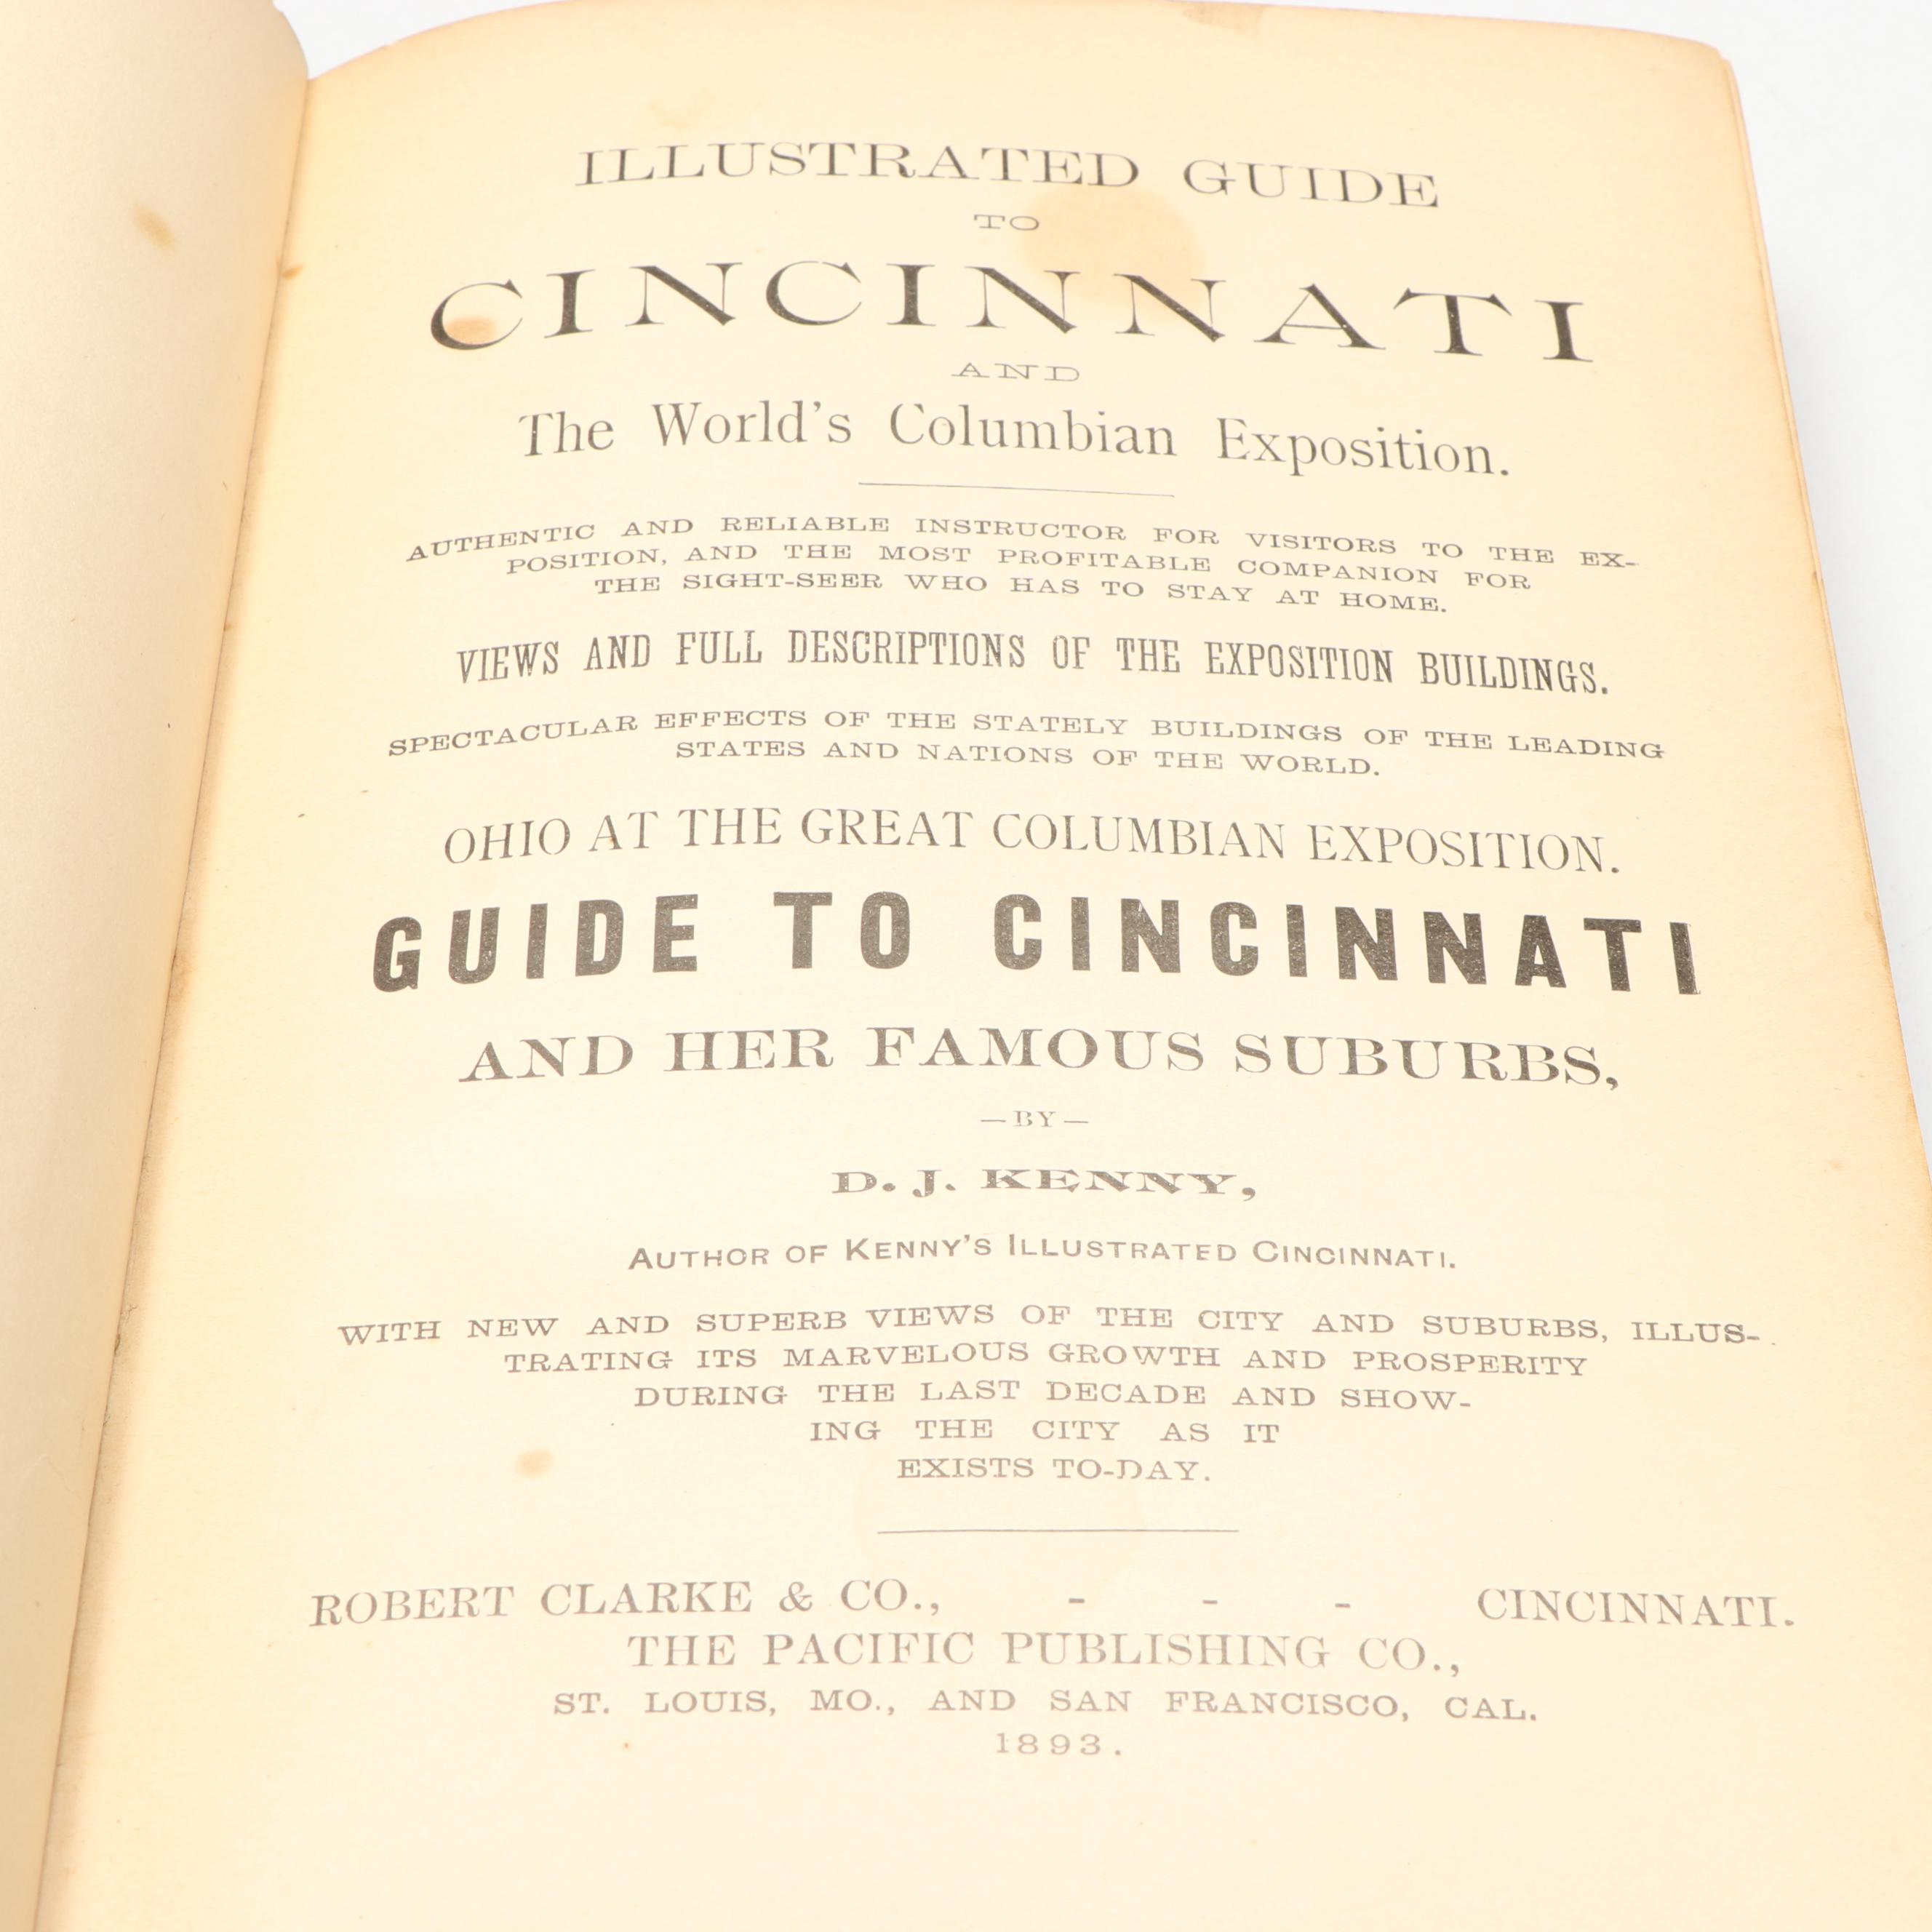 ILLUSTRATED GUIDE
TO
CINCINNATI
AND
The World's Columbian Exposition.
AUTHENTIC AND RELIABLE INSTRUCTOR FOR VISITORS TO THE EX-
POSITION, AND THE MOST PROFITABLE COMPANION FOR
THE SIGHT-SEER WHO HAS TO STAY AT HOME.
VIEWS AND FULL DESCRIPTIONS OF THE EXPOSITION BUILDINGS.
SPECTACULAR EFFECTS OF THE STATELY BUILDINGS OF THE LEADING
STATES AND NATIONS OF THE WORLD.
OHIO AT THE GREAT COLUMBIAN EXPOSITION.
GUIDE TO CINCINNATI
AND HER FAMOUS SUBURBS,
—BY—
D. J. KENNY,
AUTHOR OF KENNY'S ILLUSTRATED CINCINNATI.
WITH NEW AND SUPERB VIEWS OF THE CITY AND SUBURBS, ILLUS-
TRATING ITS MARVELOUS GROWTH AND PROSPERITY
DURING THE LAST DECADE AND SHOW-
ING THE CITY AS IT
EXISTS TO-DAY.
ROBERT CLARKE & CO., - - - CINCINNATI.
THE PACIFIC PUBLISHING CO.,
ST. LOUIS, MO., AND SAN FRANCISCO, CAL.
1893.